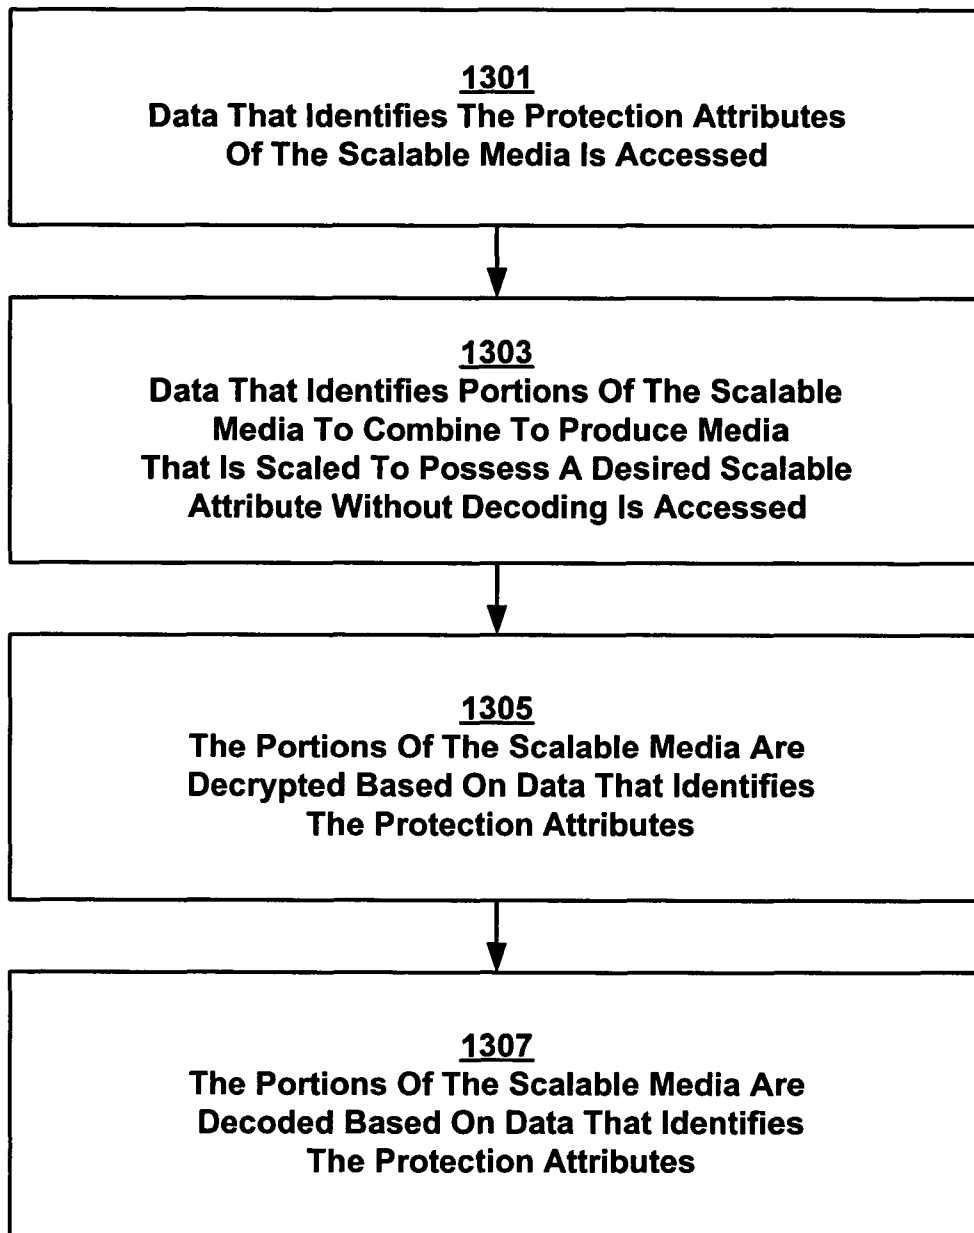 1301
Data That Identifies The Protection Attributes
Of The Scalable Media Is Accessed
1303
Data That Identifies Portions Of The Scalable
Media To Combine To Produce Media
That Is Scaled To Possess A Desired Scalable
Attribute Without Decoding Is Accessed
1305
The Portions Of The Scalable Media Are
Decrypted Based On Data That Identifies
The Protection Attributes
1307
The Portions Of The Scalable Media Are
Decoded Based On Data That Identifies
The Protection Attributes